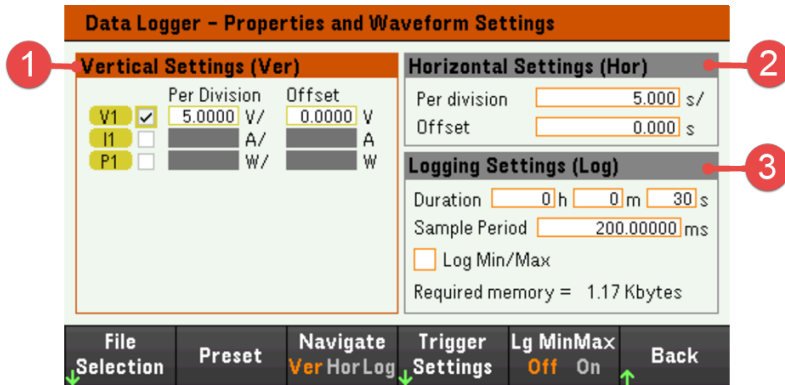 Data Logger – Properties and Waveform Settings
1
Vertical Settings (Ver)
Per Division Offset
V1 5.0000 V/ 0.0000 V
I1 A/ A
P1 W/ W
Horizontal Settings (Hor)
2
Per division 5.000 s/
Offset 0.000 s
Logging Settings (Log)
3
Duration 0 h 0 m 30 s
Sample Period 200.00000 ms
Log Min/Max
Required memory = 1.17 Kbytes
File
Selection
Preset
Navigate
Ver Hor Log
Trigger
Settings
Lg MinMax
Off On
Back